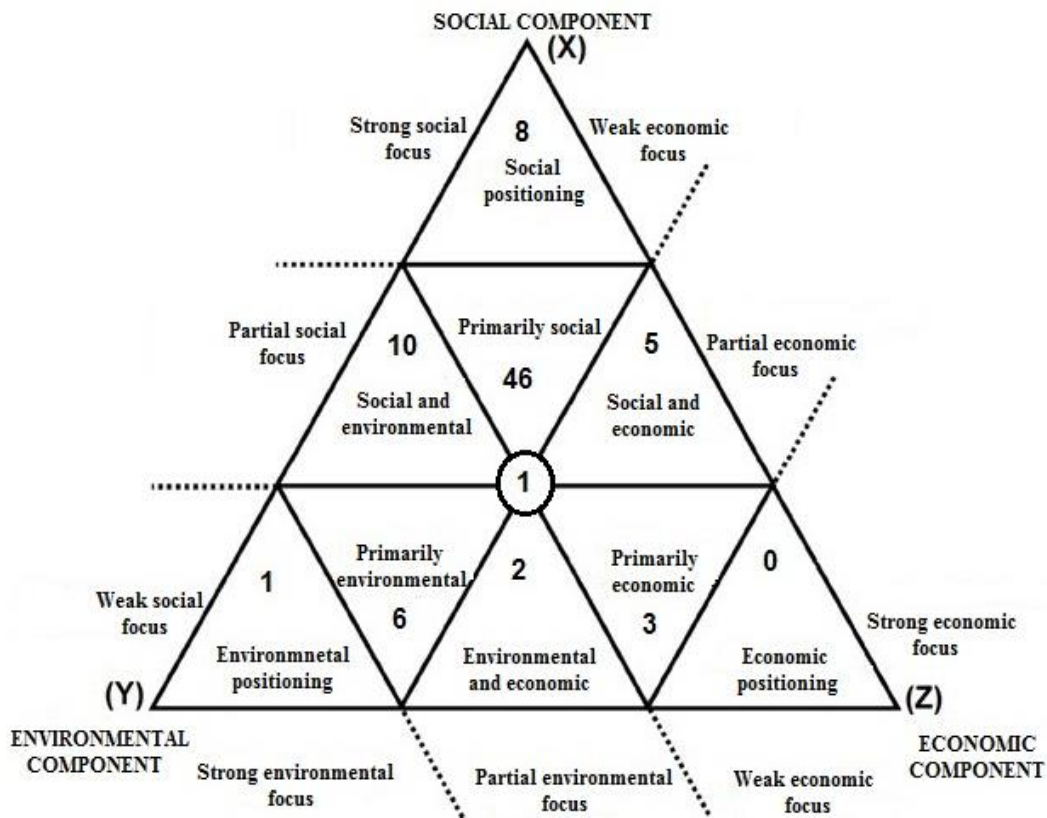 SOCIAL COMPONENT
(X)
Strong social
focus
8
Social
positioning
Weak economic
focus
Partial social
focus
10
Social and
environmental
Primarily social
46
5
Social and
economic
Partial economic
focus
1
Weak social
focus
1
Environmnetal
positioning
Primarily
environmental
6
2
Environmental
and economic
Primarily
economic
3
0
Economic
positioning
Strong economic
focus
(Y)
(Z)
ENVIRONMENTAL
COMPONENT
ECONOMIC
COMPONENT
Strong environmental
focus
Partial environmental
focus
Weak economic
focus